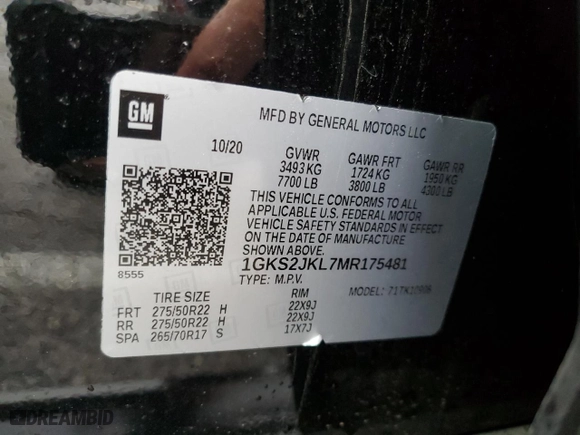 GM
MFD BY GENERAL MOTORS LLC
10/20 GVWR GAWR FRT GAWR RR
3493 KG 1724 KG 1950 KG
7700 LB 3800 LB 4300 LB
THIS VEHICLE CONFORMS TO ALL
APPLICABLE U.S. FEDERAL MOTOR
VEHICLE SAFETY STANDARDS IN EFFECT
ON THE DATE OF MANUFACTURE
SHOWN ABOVE.
8555
1GKS2JKL7MR175481
TYPE: M.P.V. MODEL:
TIRE SIZE RIM
FRT 275/50R22 H 22X9J
RR 275/50R22 H 22X9J
SPA 265/70R17 S 17X7J
DREAMBID